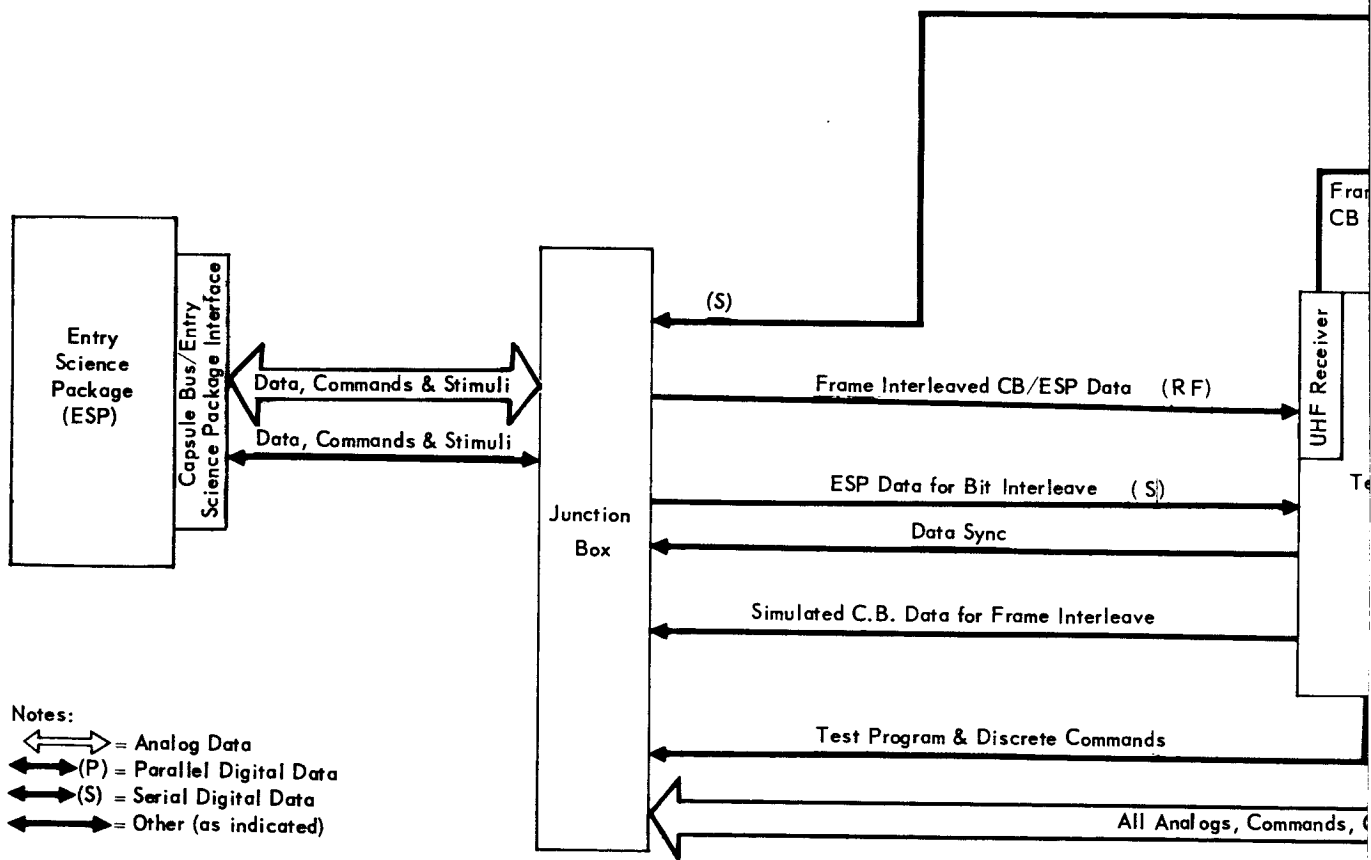 Entry
Science
Package
(ESP)
Capsule Bus/Entry
Science Package Interface
Data, Commands & Stimuli
Data, Commands & Stimuli
Junction
Box
(S)
Frame Interleaved CB/ESP Data (RF)
ESP Data for Bit Interleave (S)
Data Sync
Simulated C.B. Data for Frame Interleave
Test Program & Discrete Commands
All Analogs, Commands,
CB
UHF Receiver
Notes:
= Analog Data
(P) = Parallel Digital Data
(S) = Serial Digital Data
= Other (as indicated)